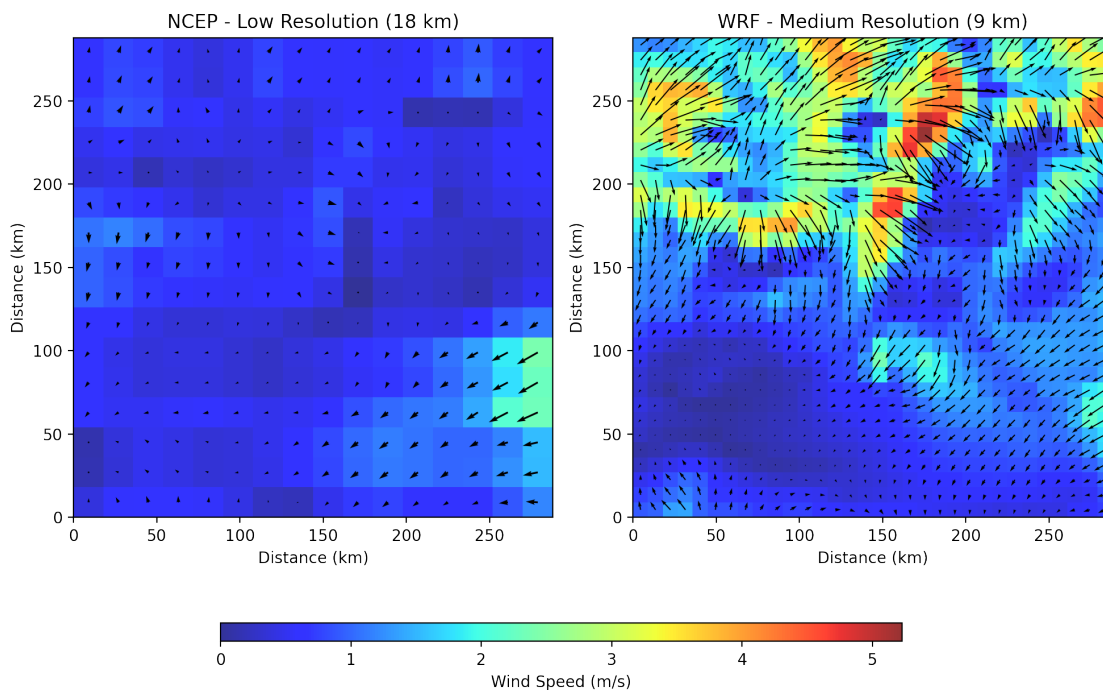 NCEP - Low Resolution (18 km)
WRF - Medium Resolution (9 km)
250
200
150
100
50
0
Distance (km)
0 50 100 150 200 250
Distance (km)
250
200
150
100
50
0
Distance (km)
0 50 100 150 200 250
Distance (km)
0 1 2 3 4 5
Wind Speed (m/s)